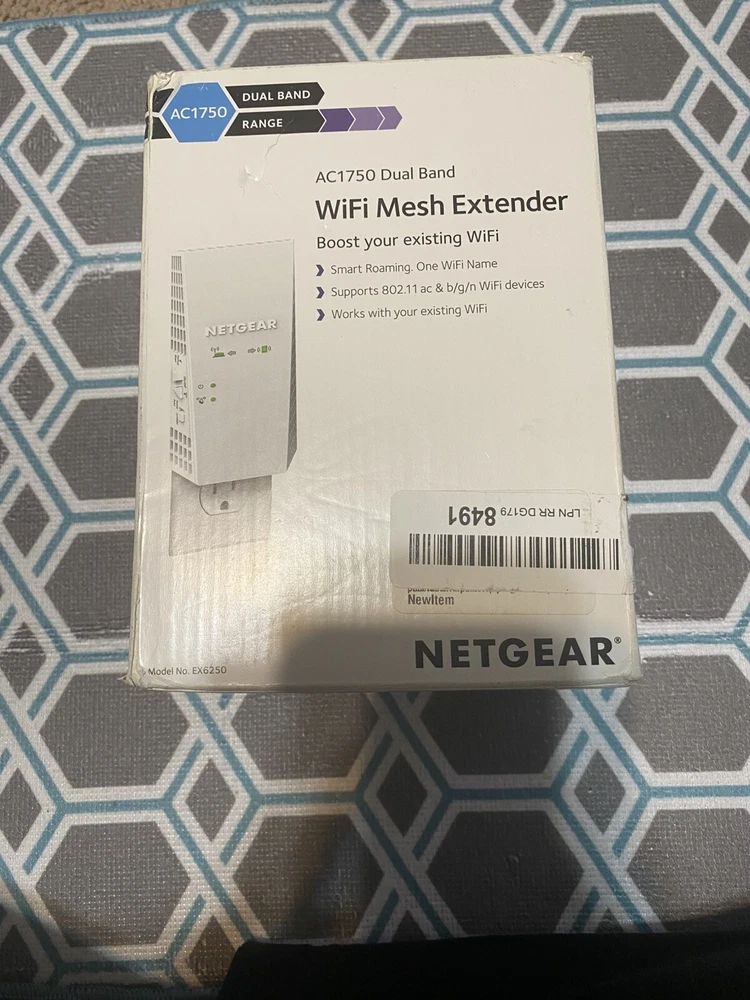 AC1750
DUAL BAND
RANGE
AC1750 Dual Band
WiFi Mesh Extender
Boost your existing WiFi
Smart Roaming. One WiFi Name
Supports 802.11 ac & b/g/n WiFi devices
Works with your existing WiFi
NETGEAR
LPN RR DG179 8491
NewItem
NETGEAR®
Model No. EX6250